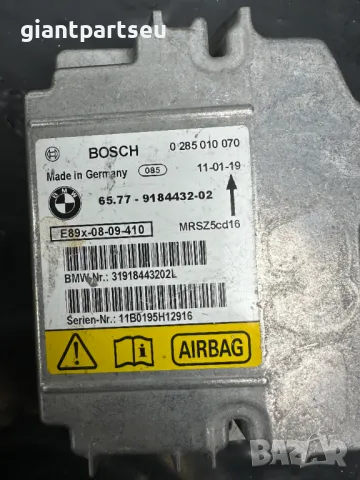 giantpartseu
BOSCH 0 285 010 070
Made in Germany 085 11-01-19
BMW 65.77 - 9184432-02
E89x-08-09-410 MRSZ5cd16
BMW-Nr.: 31918443202L
Serien-Nr.: 11B0195H12916
AIRBAG
BAZAR